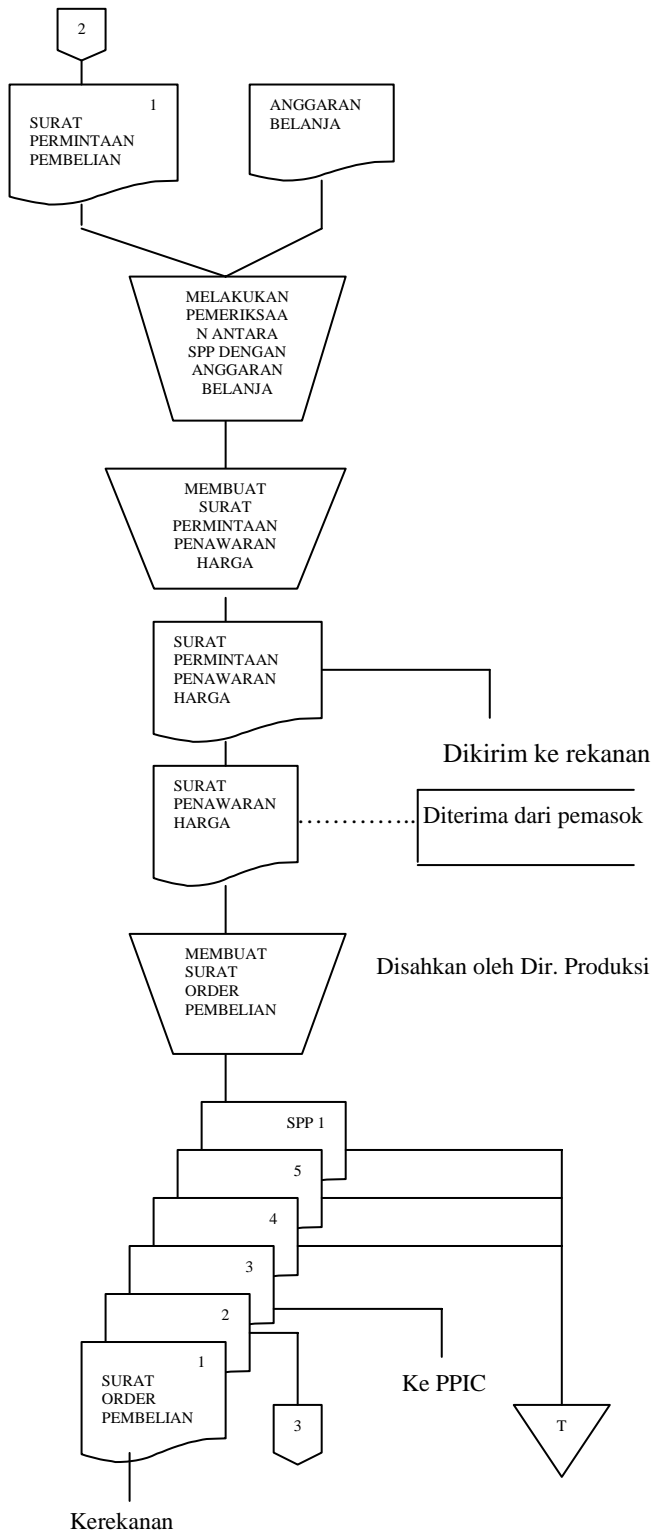 2
1
SURAT
PERMINTAAN
PEMBELIAN
ANGGARAN
BELANJA
MELAKUKAN
PEMERIKSAA
N ANTARA
SPP DENGAN
ANGGARAN
BELANJA
MEMBUAT
SURAT
PERMINTAAN
PENAWARAN
HARGA
SURAT
PERMINTAAN
PENAWARAN
HARGA
Dikirim ke rekanan
SURAT
PENAWARAN
HARGA
Diterima dari pemasok
MEMBUAT
SURAT
ORDER
PEMBELIAN
Disahkan oleh Dir. Produksi
SPP 1
5
4
3
2
1
SURAT
ORDER
PEMBELIAN
Ke PPIC
3
T
Kerekanan